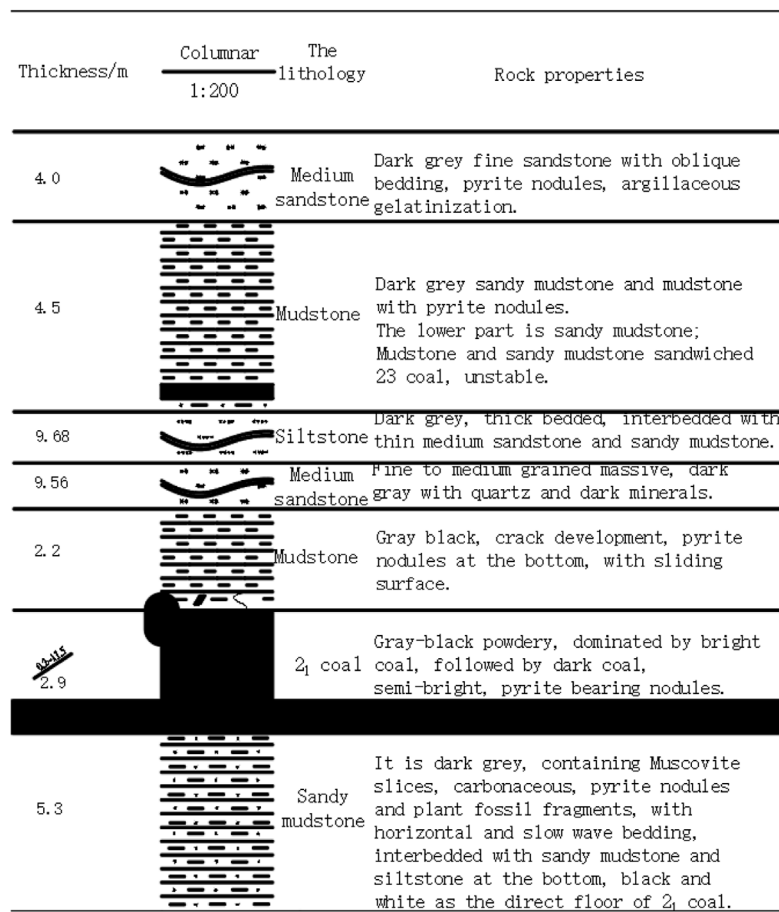 Thickness/m
Columnar
1:200
The
lithology
Rock properties
4.0
Medium
sandstone
Dark grey fine sandstone with oblique
bedding, pyrite nodules, argillaceous
gelatinization.
4.5
Mudstone
Dark grey sandy mudstone and mudstone
with pyrite nodules.
The lower part is sandy mudstone;
Mudstone and sandy mudstone sandwiched
23 coal, unstable.
9.68
Siltstone
Dark grey, thick bedded, interbedded with
thin medium sandstone and sandy mudstone.
9.56
Medium
sandstone
Fine to medium grained massive, dark
gray with quartz and dark minerals.
2.2
Mudstone
Gray black, crack development, pyrite
nodules at the bottom, with sliding
surface.
2.9
2₁ coal
Gray-black powdery, dominated by bright
coal, followed by dark coal,
semi-bright, pyrite bearing nodules.
5.3
Sandy
mudstone
It is dark grey, containing Muscovite
slices, carbonaceous, pyrite nodules
and plant fossil fragments, with
horizontal and slow wave bedding,
interbedded with sandy mudstone and
siltstone at the bottom, black and
white as the direct floor of 2₁ coal.